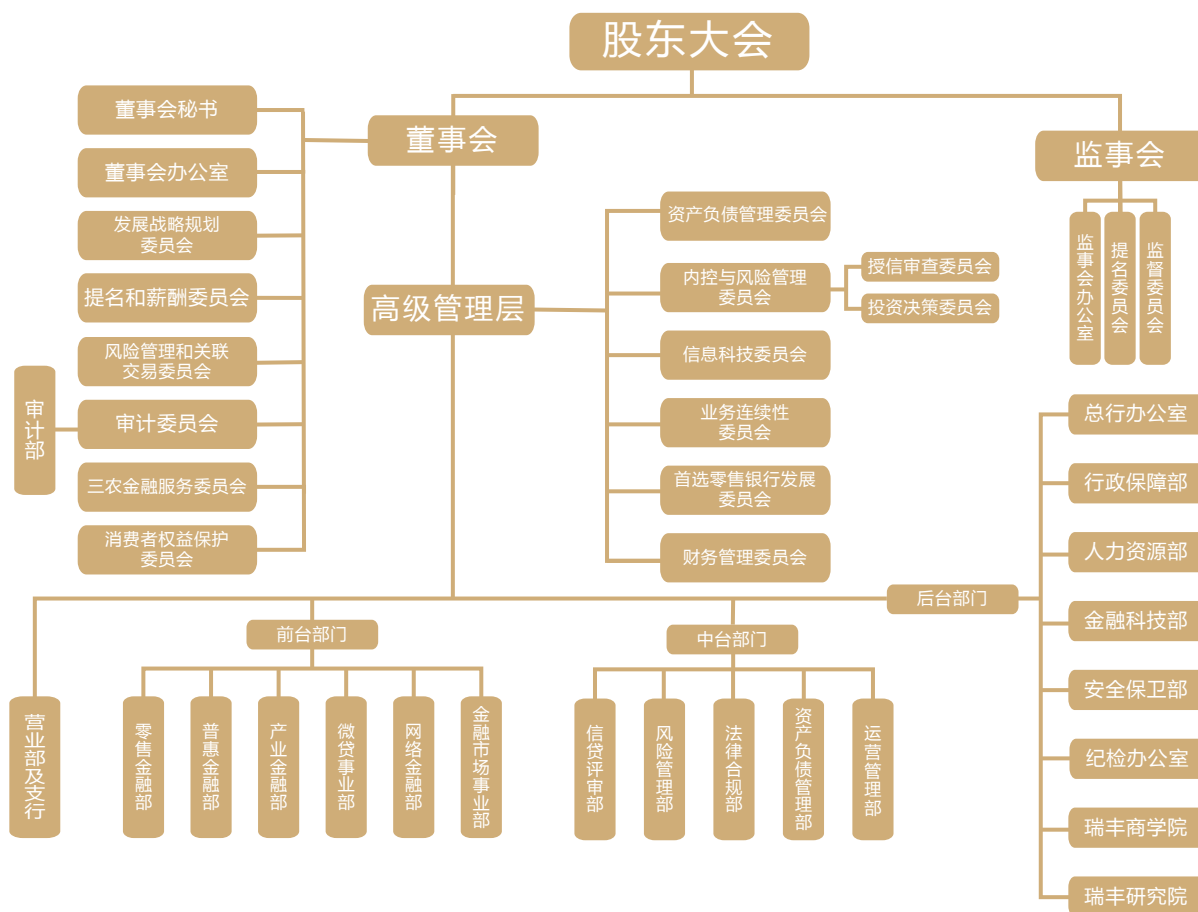 股东大会
董事会
监事会
董事会秘书
董事会办公室
发展战略规划
委员会
提名和薪酬委员会
风险管理和关联
交易委员会
审计委员会
审计部
三农金融服务委员会
消费者权益保护
委员会
高级管理层
资产负债管理委员会
内控与风险管理
委员会
授信审查委员会
投资决策委员会
信息科技委员会
业务连续性
委员会
首选零售银行发展
委员会
财务管理委员会
监事会办公室
提名委员会
监督委员会
后台部门
总行办公室
行政保障部
人力资源部
金融科技部
安全保卫部
纪检办公室
瑞丰商学院
瑞丰研究院
前台部门
中台部门
营业部及支行
零售金融部
普惠金融部
产业金融部
微贷事业部
网络金融部
金融市场事业部
信贷评审部
风险管理部
法律合规部
资产负债管理部
运营管理部